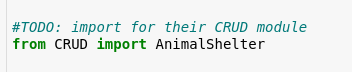 #TODO: import for their CRUD module
from CRUD import AnimalShelter